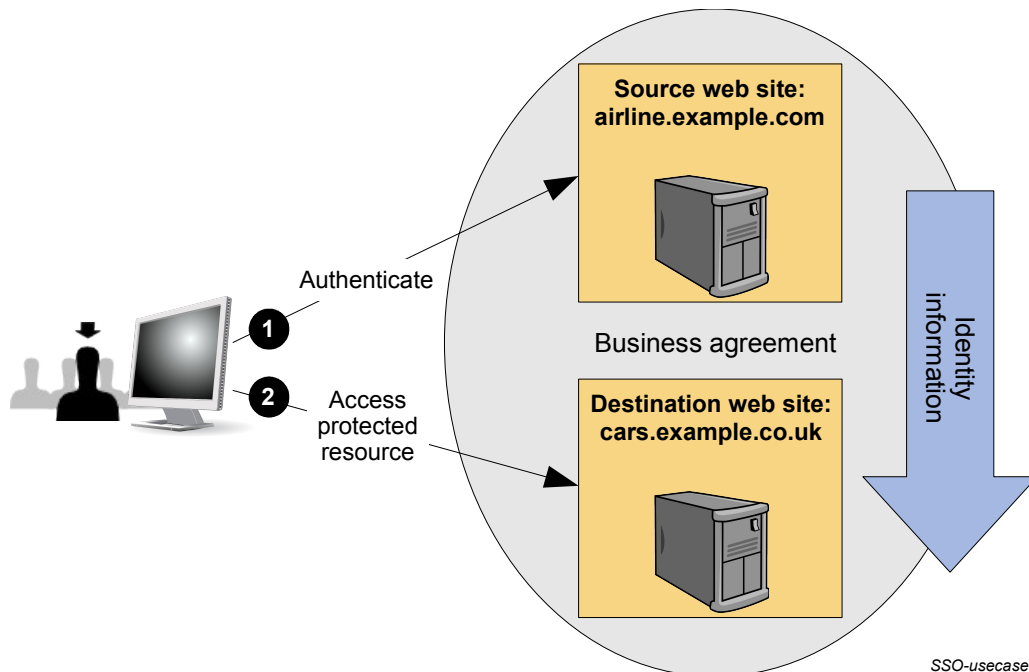 Source web site:
airline.example.com
Authenticate
1
Business agreement
Identity
information
2
Access
protected
resource
Destination web site:
cars.example.co.uk
SSO-usecase